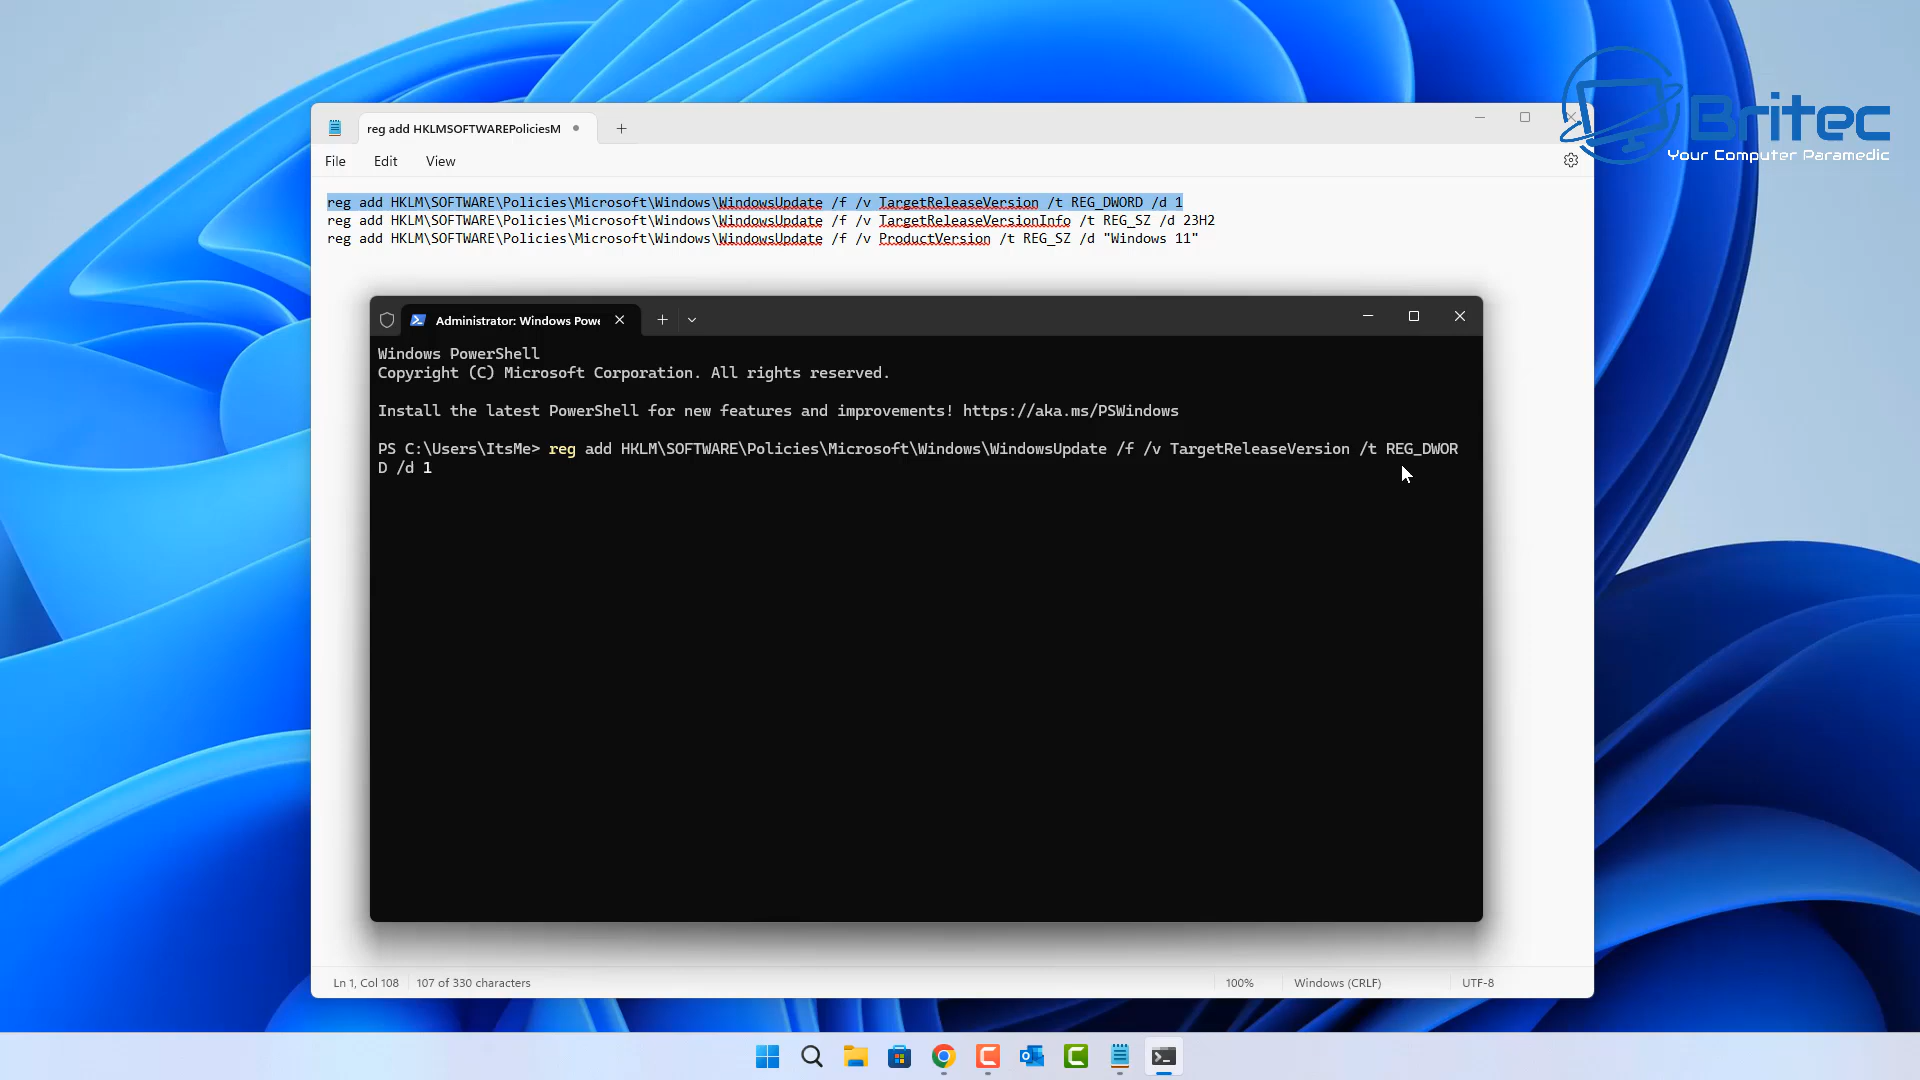 Britec
Your Computer Paramedic
reg add HKLMSOFTWAREPoliciesM
File Edit View
reg add HKLM\SOFTWARE\Policies\Microsoft\Windows\WindowsUpdate /f /v TargetReleaseVersion /t REG_DWORD /d 1
reg add HKLM\SOFTWARE\Policies\Microsoft\Windows\WindowsUpdate /f /v TargetReleaseVersionInfo /t REG_SZ /d 23H2
reg add HKLM\SOFTWARE\Policies\Microsoft\Windows\WindowsUpdate /f /v ProductVersion /t REG_SZ /d "Windows 11"
Administrator: Windows Powe
Windows PowerShell
Copyright (C) Microsoft Corporation. All rights reserved.
Install the latest PowerShell for new features and improvements! https://aka.ms/PSWindows
PS C:\Users\ItsMe> reg add HKLM\SOFTWARE\Policies\Microsoft\Windows\WindowsUpdate /f /v TargetReleaseVersion /t REG_DWOR
D /d 1
Ln 1, Col 108 107 of 330 characters 100% Windows (CRLF) UTF-8